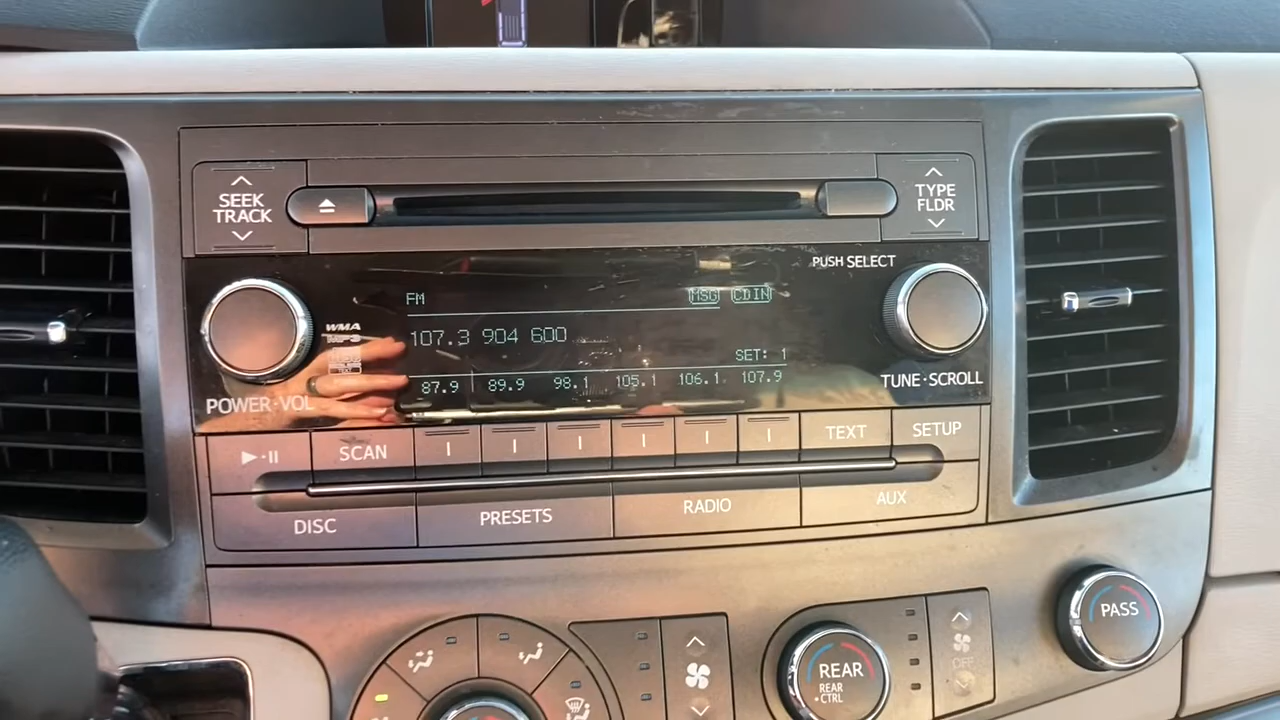 SEEK
TRACK
TYPE
FLDR
PUSH SELECT
FM
MSG
CD IN
WMA
MP3
107.3 904 600
SET: 1
87.9 89.9 98.1 105.1 106.1 107.9
POWER·VOL
TUNE·SCROLL
SCAN
TEXT
SETUP
DISC
PRESETS
RADIO
AUX
PASS
REAR
REAR
CTRL
OFF